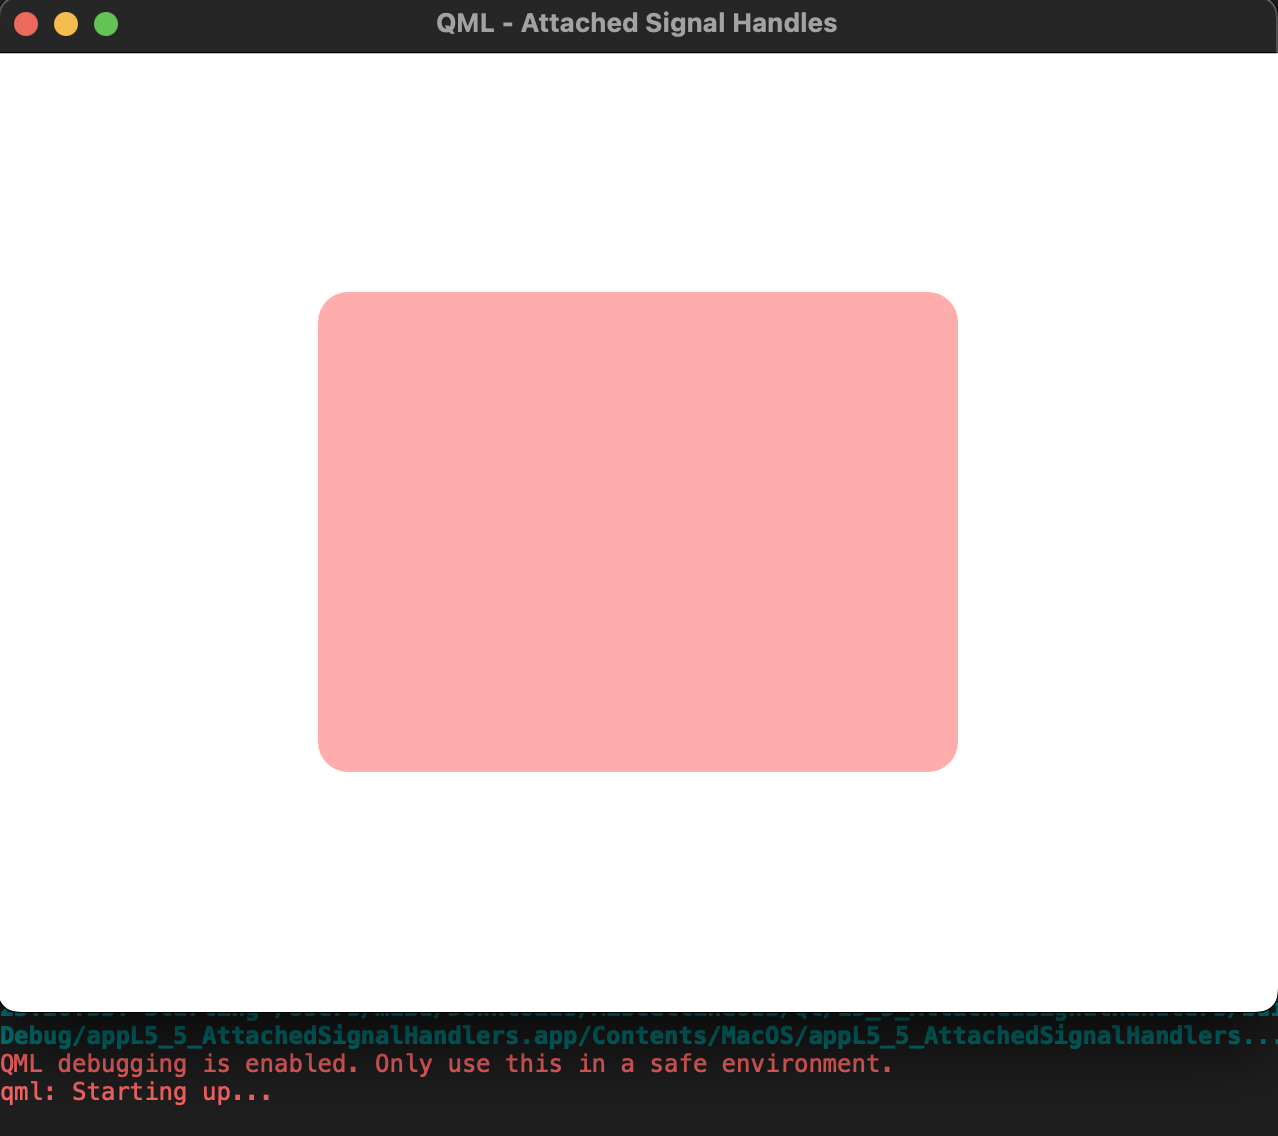 QML - Attached Signal Handles
Debug/appL5_5_AttachedSignalHandlers.app/Contents/MacOS/appL5_5_AttachedSignalHandlers...
QML debugging is enabled. Only use this in a safe environment.
qml: Starting up...